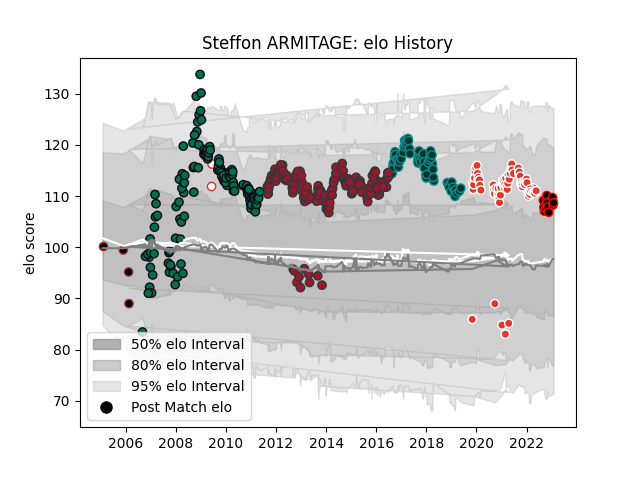 Steffon ARMITAGE: elo History
elo score
130
120
110
100
90
80
70
50% elo Interval
80% elo Interval
95% elo Interval
Post Match elo
2006 2008 2010 2012 2014 2016 2018 2020 2022